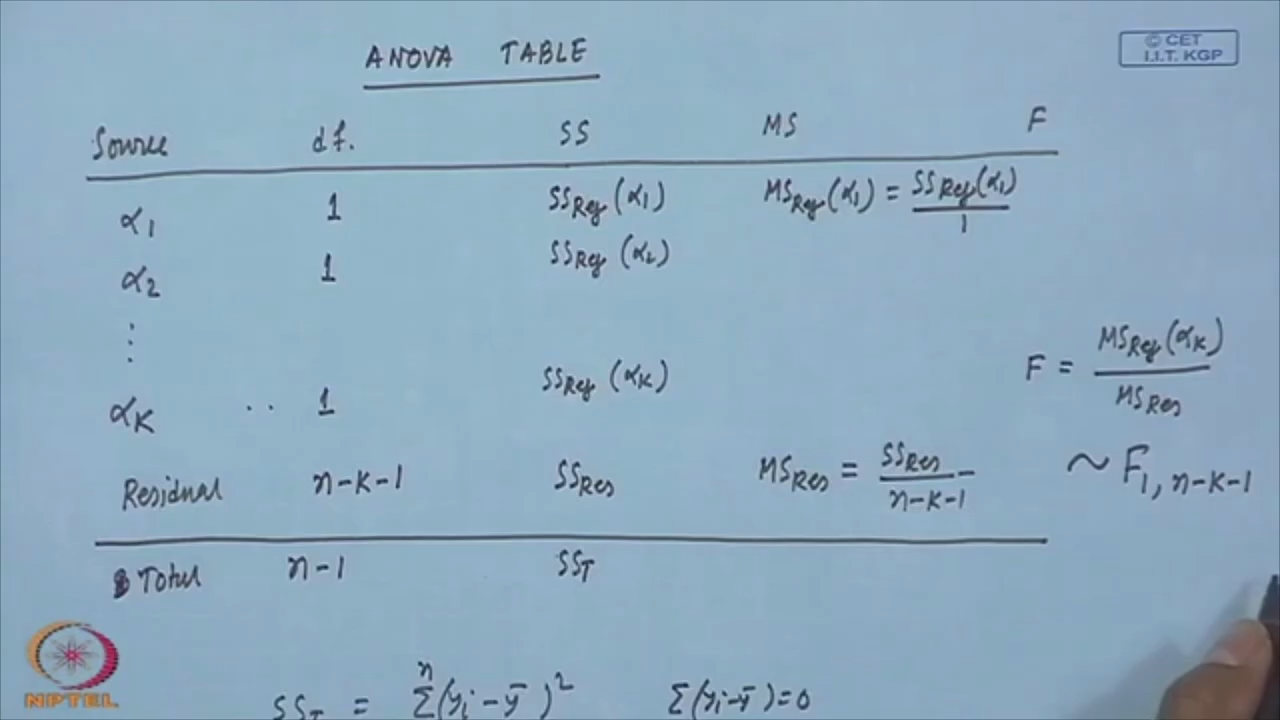 ANOVA TABLE
© CET
I.I.T. KGP
Source df. SS MS F
α1 1 SSReg(α1) MSReg(α1) = SSReg(α1) / 1
α2 1 SSReg(α2)
⋮
αK .. 1 SSReg(αK) F = MSReg(αK) / MSRes
Residual n-K-1 SSRes MSRes = SSRes / n-K-1 ~ F1, n-K-1
Total n-1 SST
SST = n Σ(yi - ȳ)2 Σ(yi - ȳ) = 0
NPTEL